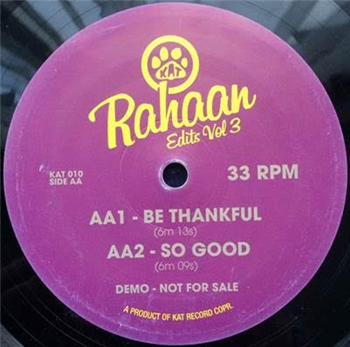 KAT
Rahaan
Edits Vol 3
KAT 010
SIDE AA
33 RPM
AA1 - BE THANKFUL
(6m 13s)
AA2 - SO GOOD
(6m 09s)
DEMO - NOT FOR SALE
A PRODUCT OF KAT RECORD COPR.